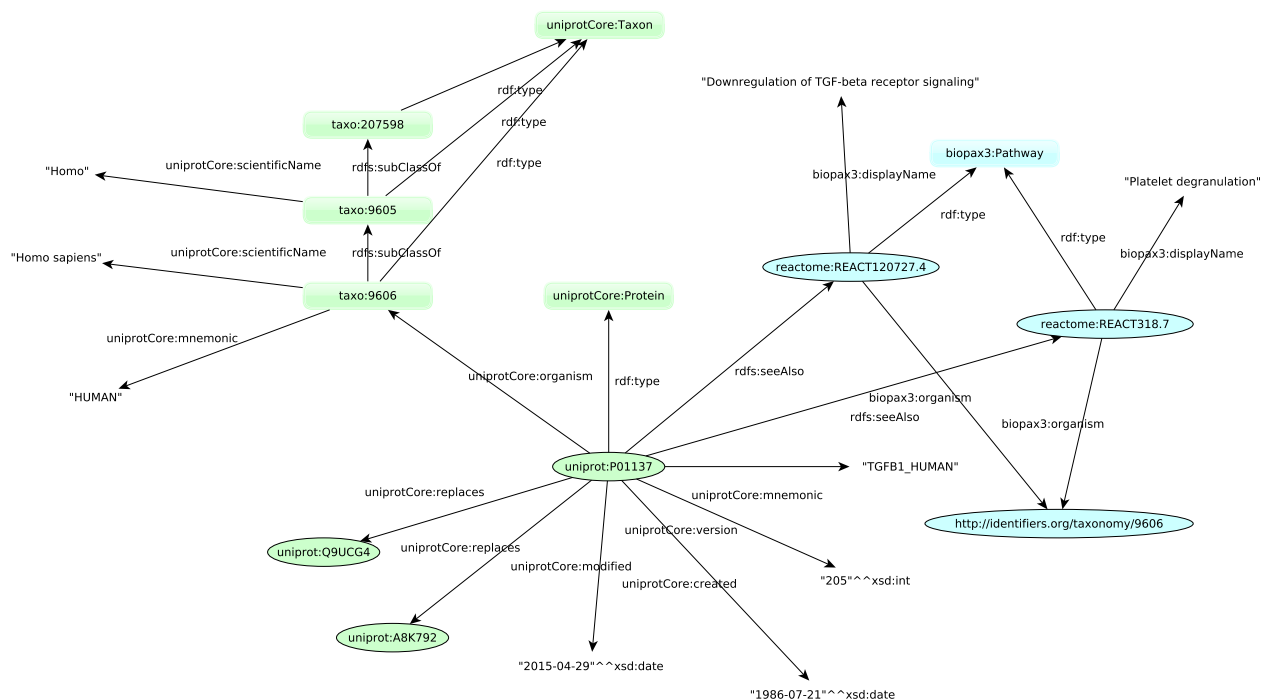 uniprotCore:Taxon
"Downregulation of TGF-beta receptor signaling"
rdf:type
taxo:207598
rdf:type
biopax3:Pathway
uniprotCore:scientificName
rdfs:subClassOf
rdf:type
"Homo"
biopax3:displayName
"Platelet degranulation"
taxo:9605
rdf:type
rdf:type
uniprotCore:scientificName
rdfs:subClassOf
biopax3:displayName
"Homo sapiens"
reactome:REACT120727.4
taxo:9606
uniprotCore:Protein
reactome:REACT318.7
uniprotCore:mnemonic
uniprotCore:organism
rdf:type
rdfs:seeAlso
"HUMAN"
biopax3:organism
rdfs:seeAlso
biopax3:organism
uniprot:P01137
"TGFB1_HUMAN"
uniprotCore:replaces
uniprotCore:mnemonic
http://identifiers.org/taxonomy/9606
uniprotCore:version
uniprot:Q9UCG4
uniprotCore:replaces
uniprotCore:modified
uniprotCore:created
"205"^^xsd:int
uniprot:A8K792
"2015-04-29"^^xsd:date
"1986-07-21"^^xsd:date